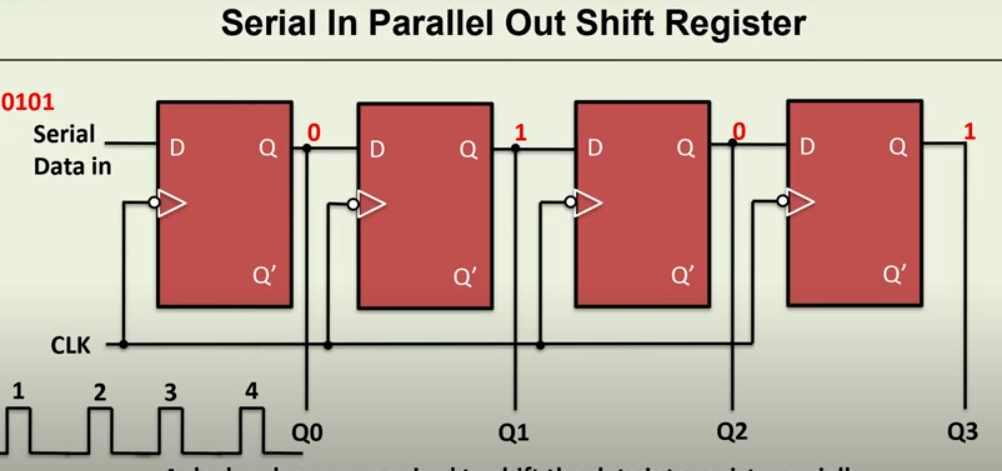 Serial In Parallel Out Shift Register
0101
Serial
Data in
D Q 0 D Q 1 D Q 0 D Q 1
Q’ Q’ Q’ Q’
CLK
1 2 3 4
Q0 Q1 Q2 Q3